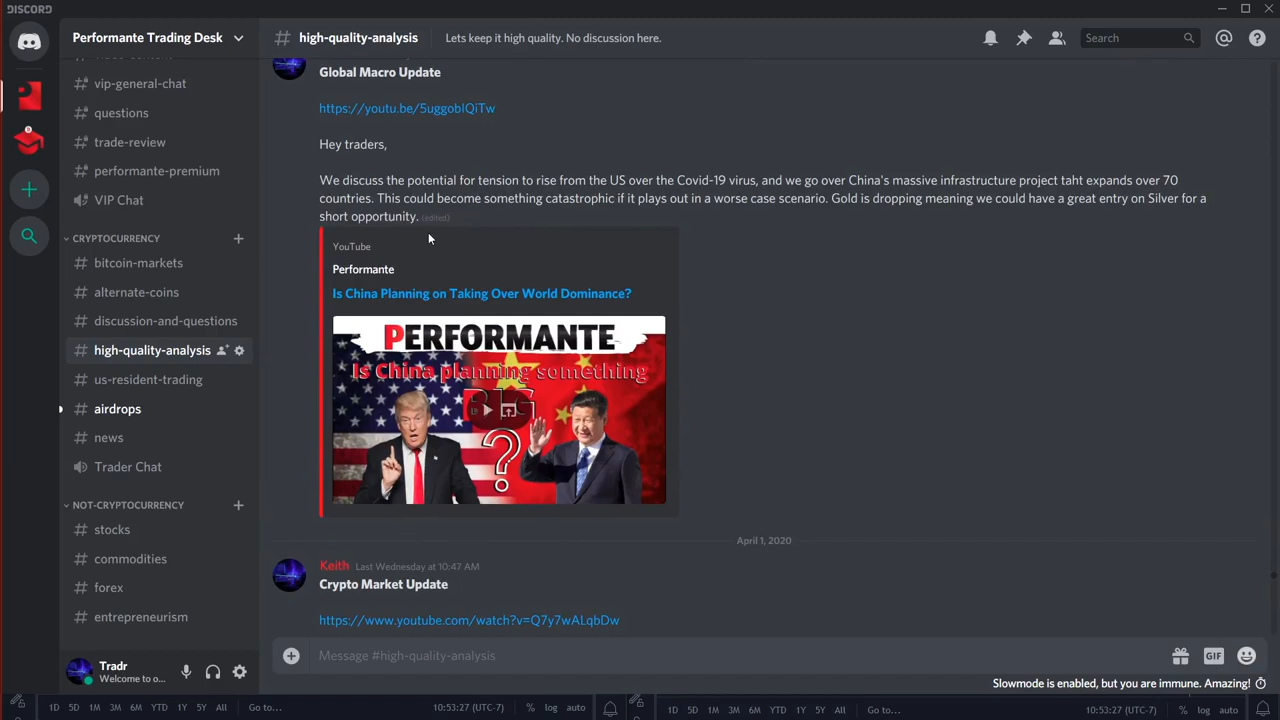 DISCORD
Performante Trading Desk
vip-general-chat
questions
trade-review
performante-premium
VIP Chat
CRYPTOCURRENCY
bitcoin-markets
alternate-coins
discussion-and-questions
high-quality-analysis
us-resident-trading
airdrops
news
Trader Chat
NOT-CRYPTOCURRENCY
stocks
commodities
forex
entrepreneurism
Tradr
Welcome to o...
# high-quality-analysis
Lets keep it high quality. No discussion here.
Search
Global Macro Update
https://youtu.be/5uggobIQiTw
Hey traders,
We discuss the potential for tension to rise from the US over the Covid-19 virus, and we go over China's massive infrastructure project taht expands over 70
countries. This could become something catastrophic if it plays out in a worse case scenario. Gold is dropping meaning we could have a great entry on Silver for a
short opportunity. (edited)
YouTube
Performante
Is China Planning on Taking Over World Dominance?
PERFORMANTE
Is China planning something
BIG
?
April 1, 2020
Keith Last Wednesday at 10:47 AM
Crypto Market Update
https://www.youtube.com/watch?v=Q7y7wALqbDw
Message #high-quality-analysis
GIF
Slowmode is enabled, but you are immune. Amazing!
1D 5D 1M 3M 6M YTD 1Y 5Y All Go to... 10:53:27 (UTC-7) % log auto
1D 5D 1M 3M 6M YTD 1Y 5Y All Go to... 10:53:27 (UTC-7) % log auto